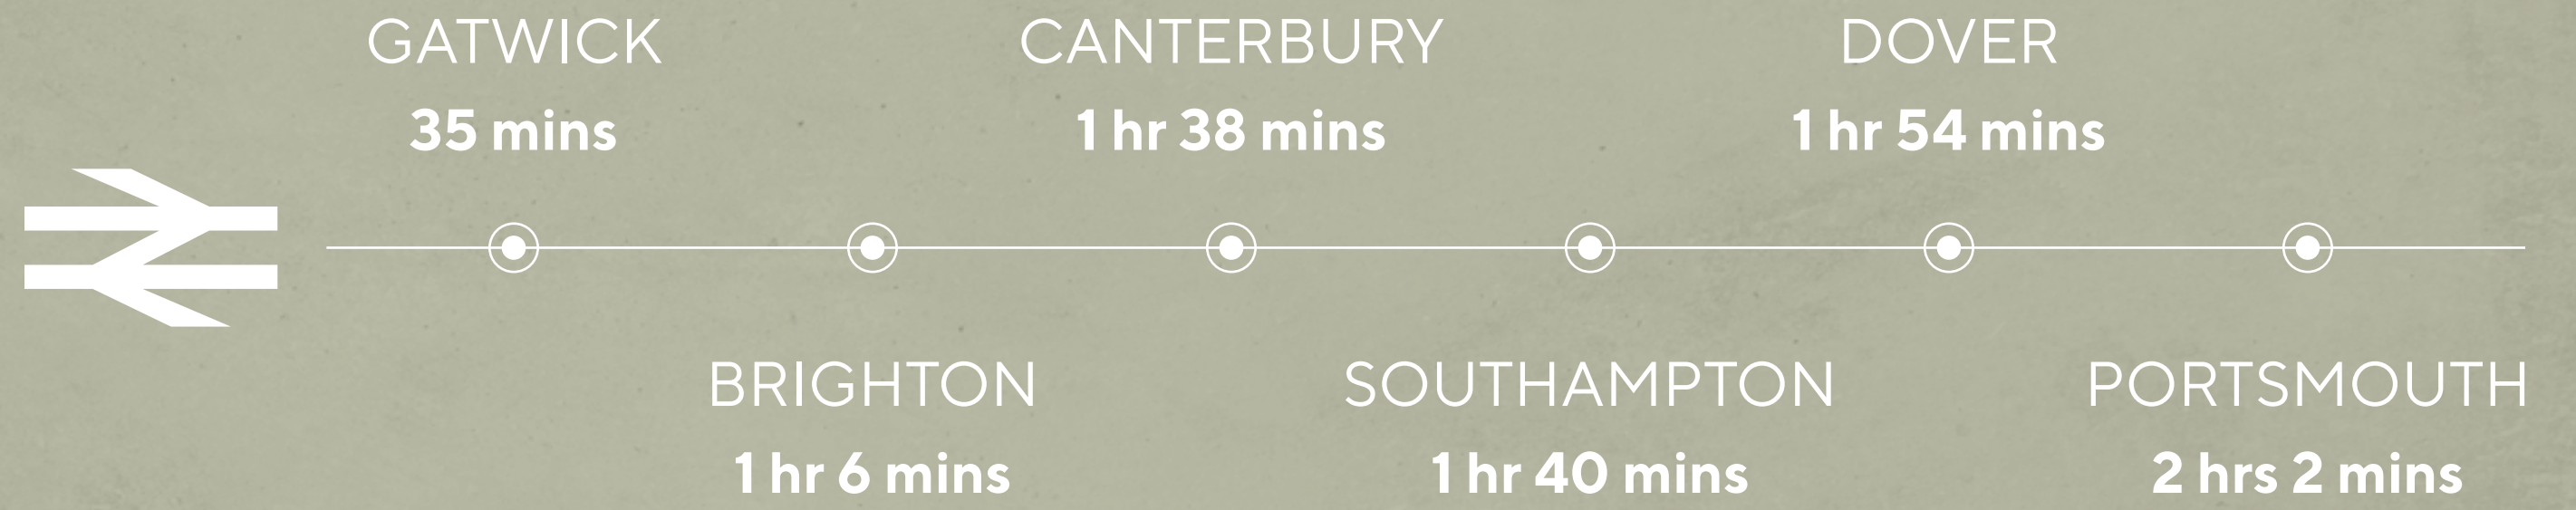 GATWICK
35 mins
BRIGHTON
1 hr 6 mins
CANTERBURY
1 hr 38 mins
SOUTHAMPTON
1 hr 40 mins
DOVER
1 hr 54 mins
PORTSMOUTH
2 hrs 2 mins